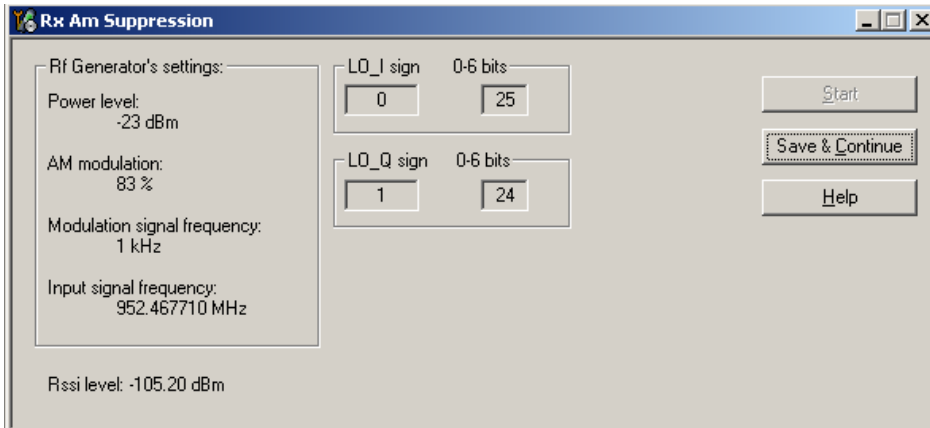 Rx Am Suppression
Rf Generator's settings:
Power level:
-23 dBm
AM modulation:
83 %
Modulation signal frequency:
1 kHz
Input signal frequency:
952.467710 MHz
Rssi level: -105.20 dBm
LO_I sign 0-6 bits
0 25
LO_Q sign 0-6 bits
1 24
Start
Save & Continue
Help